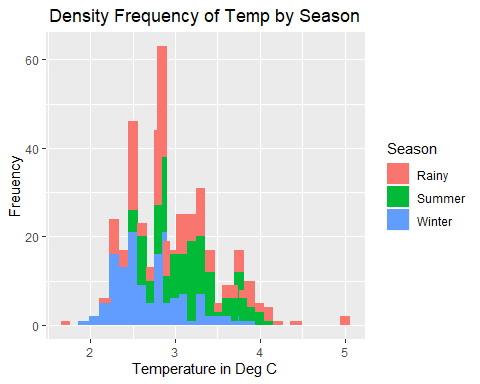 Density Frequency of Temp by Season
60
40
20
0
Freuency
2 3 4 5
Temperature in Deg C
Season
Rainy
Summer
Winter